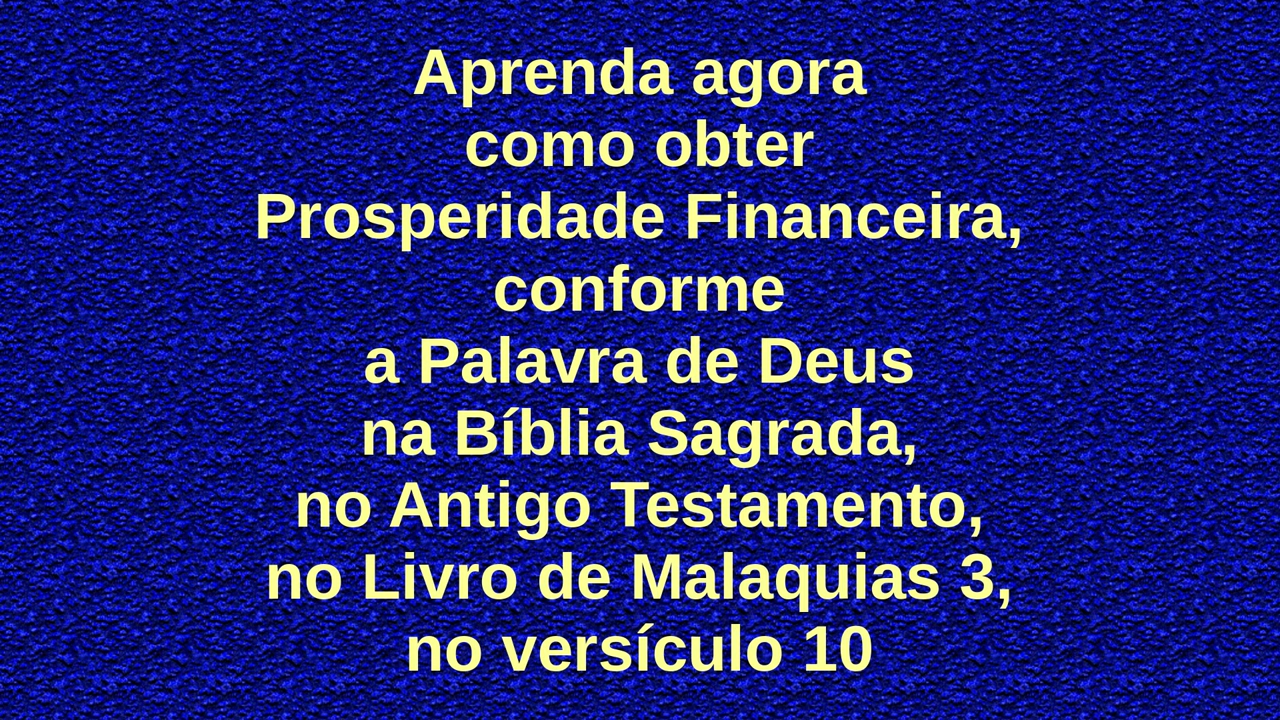 Aprenda agora
como obter
Prosperidade Financeira,
conforme
a Palavra de Deus
na Bíblia Sagrada,
no Antigo Testamento,
no Livro de Malaquias 3,
no versículo 10